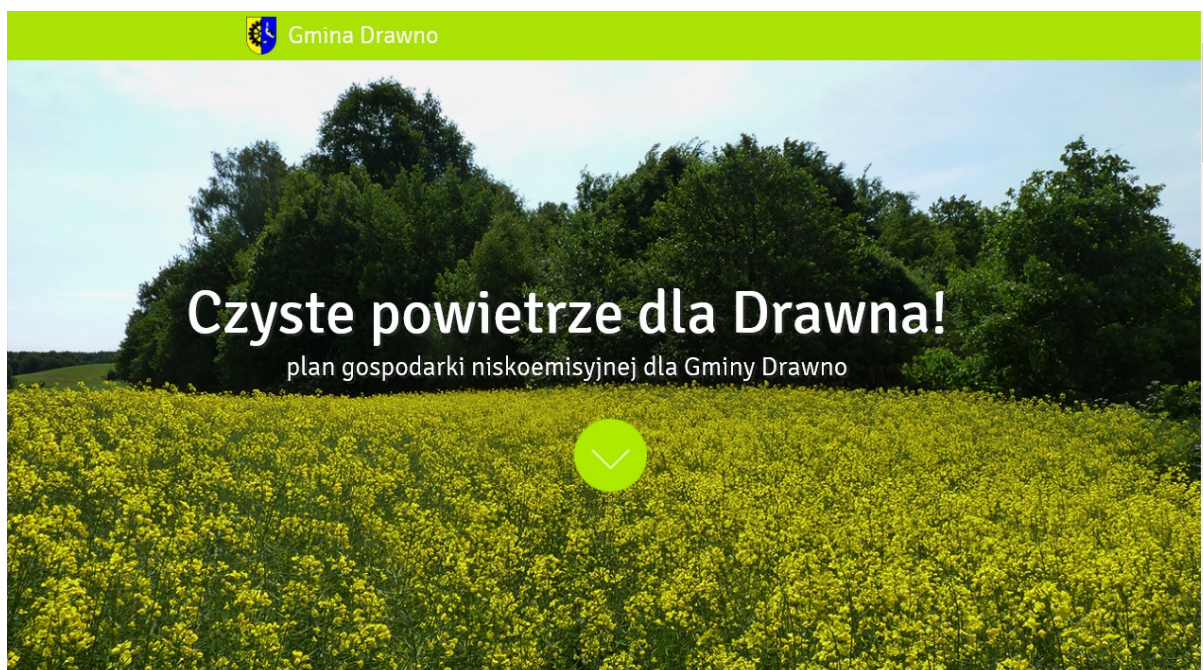 Gmina Drawno
Czyste powietrze dla Drawna!
plan gospodarki niskoemisyjnej dla Gminy Drawno